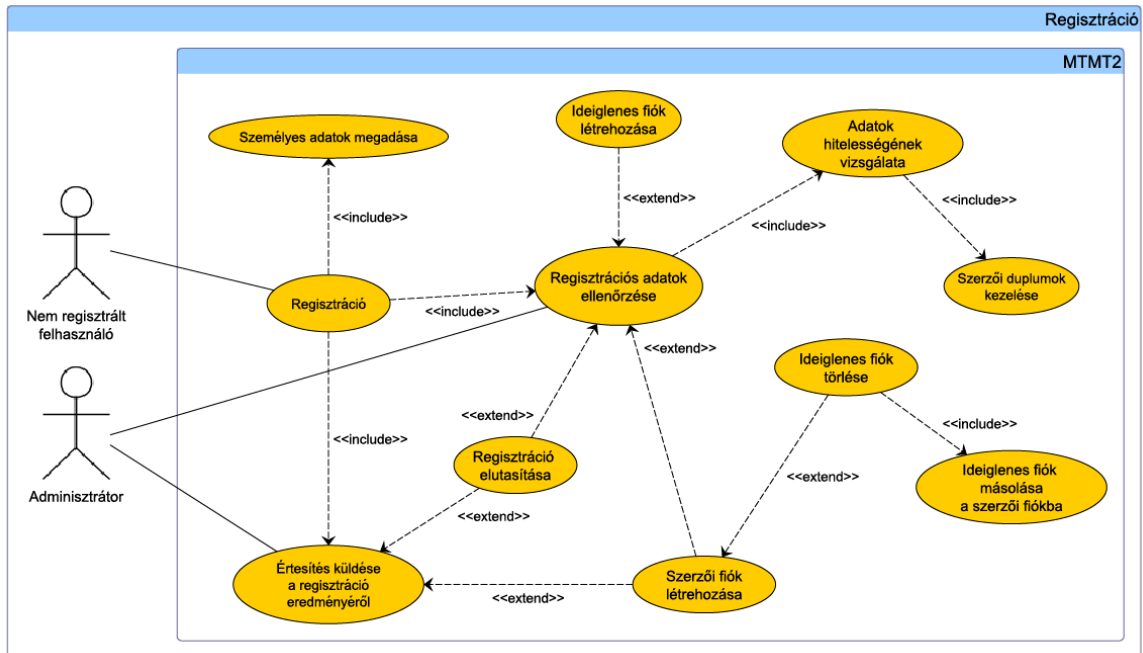 Regisztráció
MTMT2
Ideiglenes fiók
létrehozása
Személyes adatok megadása
Adatok
hitelességének
vizsgálata
<<include>>
<<extend>>
<<include>>
<<include>>
Nem regisztrált
felhasználó
Regisztráció
<<include>>
Regisztrációs adatok
ellenőrzése
Szerzői duplumok
kezelése
<<extend>>
Ideiglenes fiók
törlése
Adminisztrátor
<<include>>
<<extend>>
<<include>>
Regisztráció
elutasítása
<<extend>>
Ideiglenes fiók
másolása
a szerzői fiókba
<<extend>>
Értesítés küldése
a regisztráció
eredményéről
<<extend>>
Szerzői fiók
létrehozása